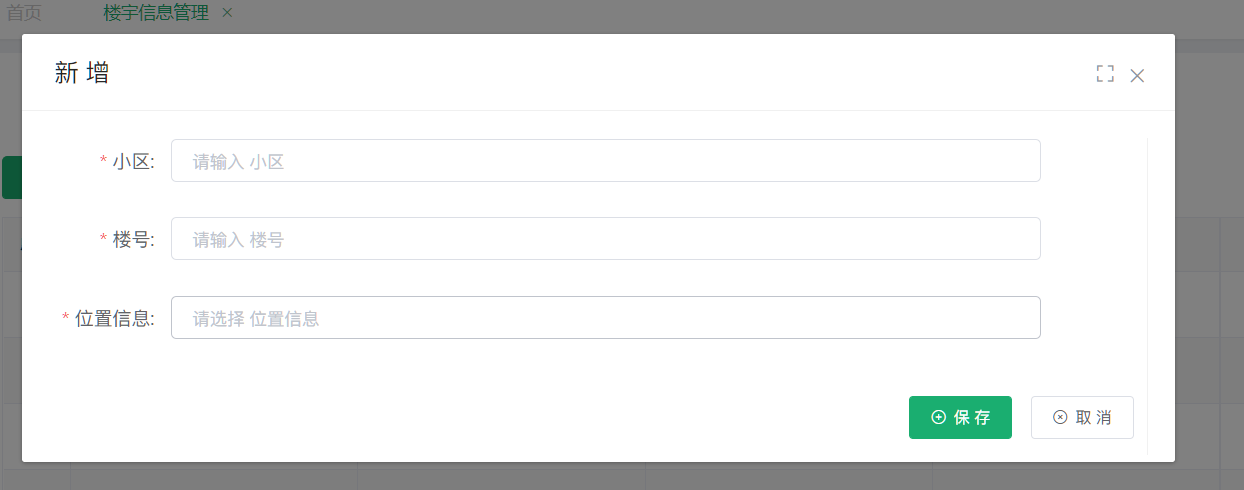 首页 楼宇信息管理
新 增
* 小区: 请输入 小区
* 楼号: 请输入 楼号
* 位置信息: 请选择 位置信息
保 存 取 消